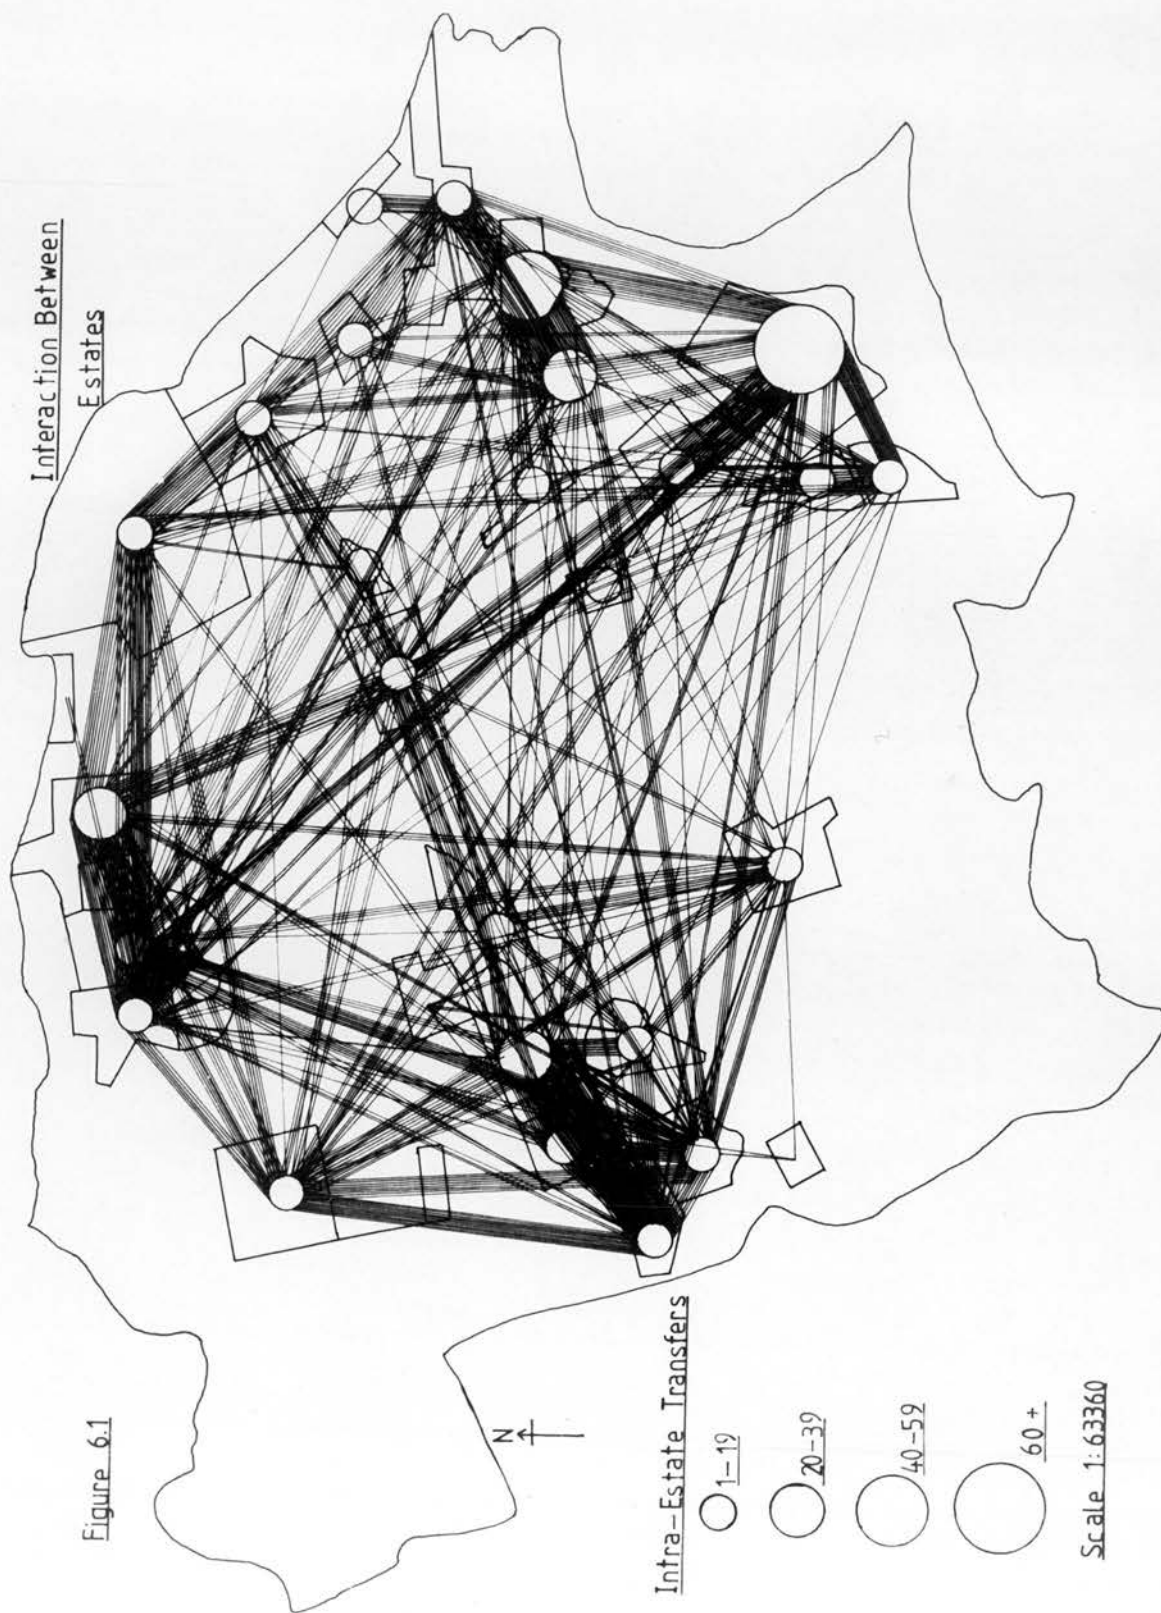 Figure 6.1
Interaction Between
Estates
N
Intra-Estate Transfers
1-19
20-39
40-59
60+
Scale 1:63360